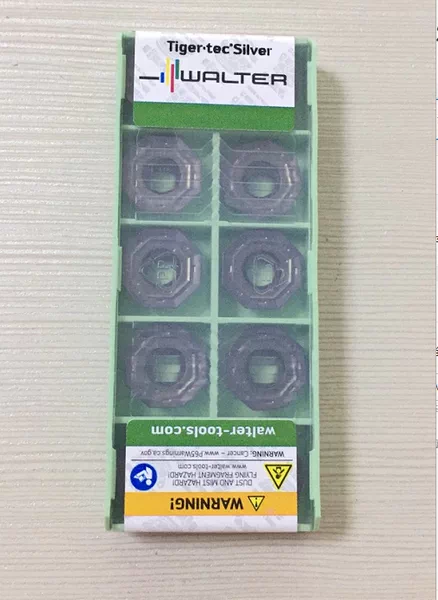 Tiger·tec®Silver
WALTER
walter-tools.com
WARNING: Cancer – www.P65Warnings.ca.gov
www.walter-tools.com
FLYING FRAGMENT HAZARD!
DUST AND MIST HAZARD!
WARNING!